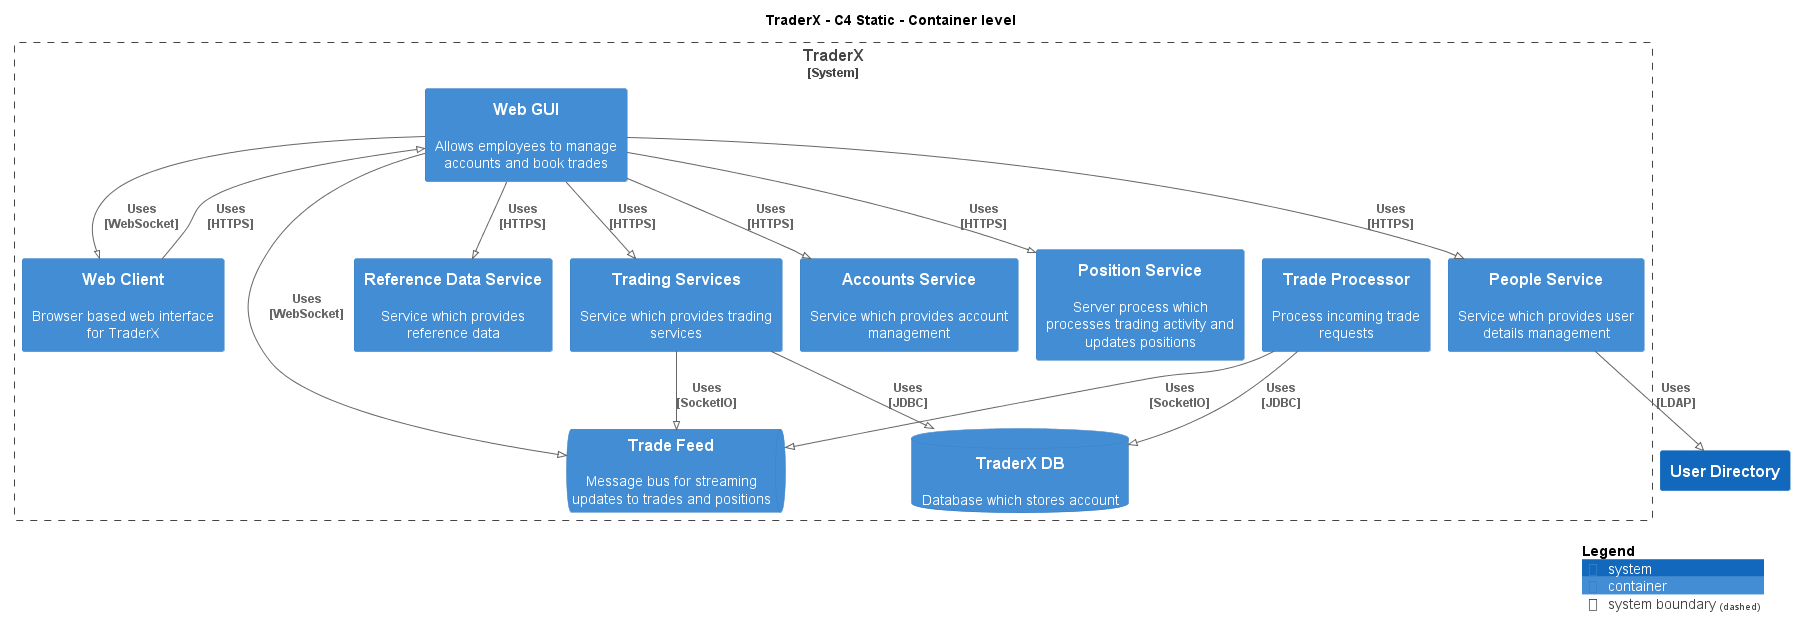 TraderX - C4 Static - Container level
TraderX
[System]
Web GUI
Allows employees to manage
accounts and book trades
Uses
[WebSocket]
Uses
[HTTPS]
Uses
[HTTPS]
Uses
[HTTPS]
Uses
[HTTPS]
Uses
[HTTPS]
Uses
[HTTPS]
Web Client
Browser based web interface
for TraderX
Uses
[WebSocket]
Reference Data Service
Service which provides
reference data
Trading Services
Service which provides trading
services
Accounts Service
Service which provides account
management
Position Service
Server process which
processes trading activity and
updates positions
Trade Processor
Process incoming trade
requests
People Service
Service which provides user
details management
Uses
[SocketIO]
Uses
[JDBC]
Uses
[SocketIO]
Uses
[JDBC]
Uses
[LDAP]
Trade Feed
Message bus for streaming
updates to trades and positions
TraderX DB
Database which stores account
User Directory
Legend
system
container
system boundary (dashed)